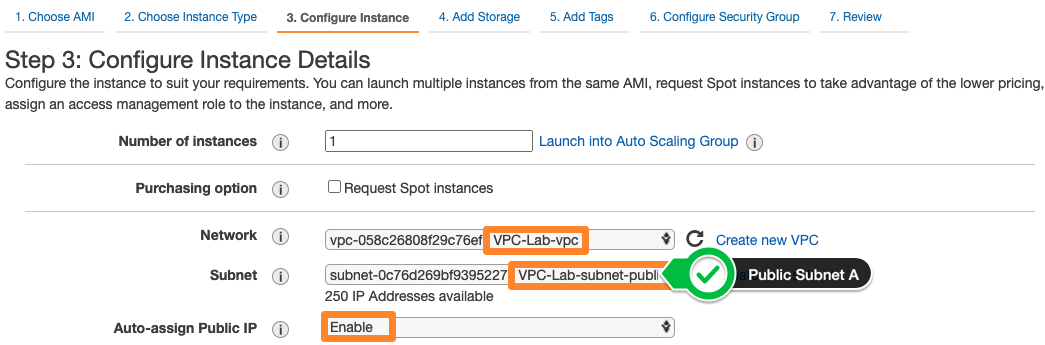 1. Choose AMI 2. Choose Instance Type 3. Configure Instance 4. Add Storage 5. Add Tags 6. Configure Security Group 7. Review
Step 3: Configure Instance Details
Configure the instance to suit your requirements. You can launch multiple instances from the same AMI, request Spot instances to take advantage of the lower pricing,
assign an access management role to the instance, and more.
Number of instances i 1 Launch into Auto Scaling Group i
Purchasing option i Request Spot instances
Network i vpc-058c26808f29c76ef VPC-Lab-vpc Create new VPC
Subnet i subnet-0c76d269bf9395227 VPC-Lab-subnet-publi Public Subnet A
250 IP Addresses available
Auto-assign Public IP i Enable